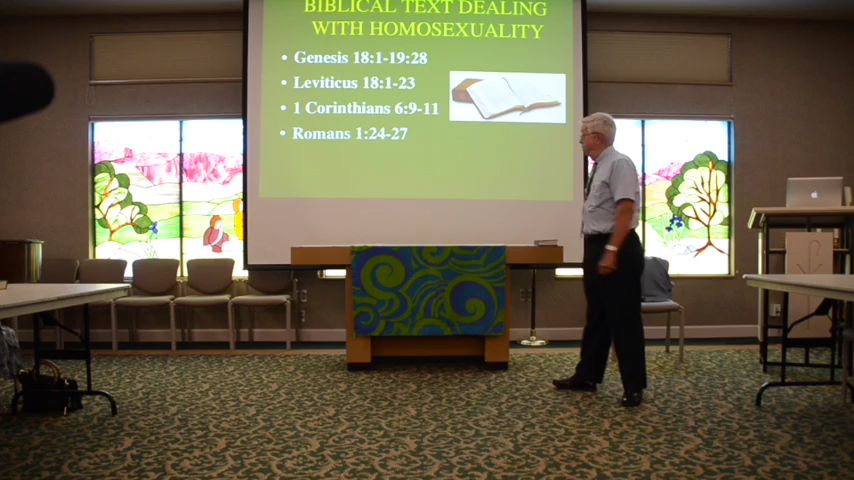 BIBLICAL TEXT DEALING
WITH HOMOSEXUALITY
• Genesis 18:1-19:28
• Leviticus 18:1-23
• 1 Corinthians 6:9-11
• Romans 1:24-27